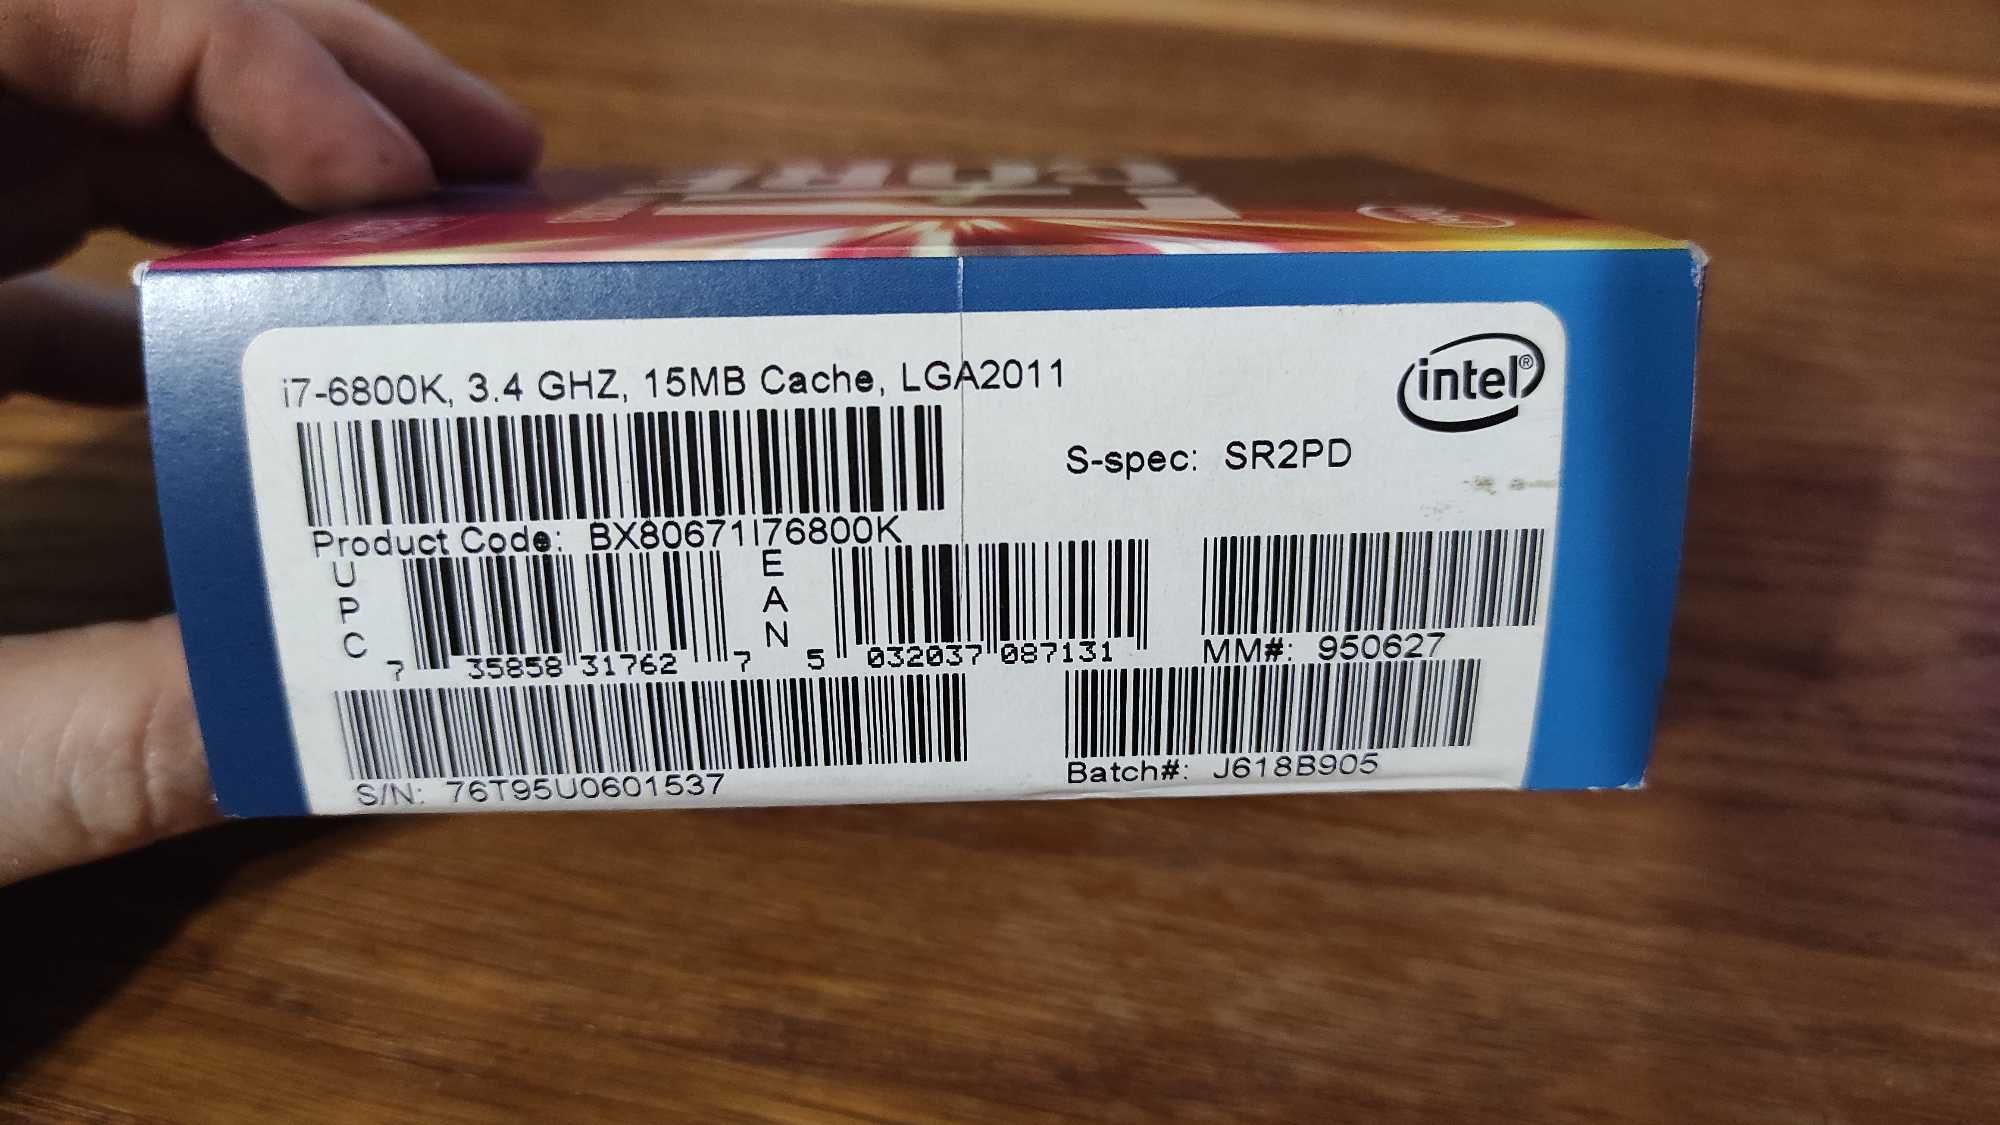 CORE
i7-6800K, 3.4 GHZ, 15MB Cache, LGA2011
intel®
S-spec: SR2PD
Product Code: BX80671I76800K
UPC
7 35858 31762 7
EAN
5 032037 087131
MM#: 950627
S/N: 76T95U0601537
Batch#: J618B905